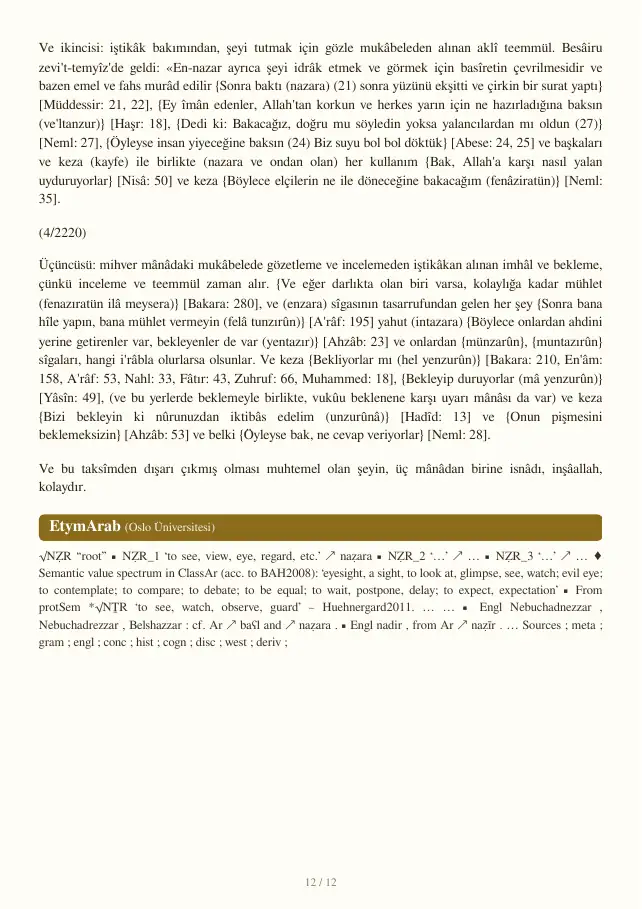 Ve ikincisi: iştikâk bakımından, şeyi tutmak için gözle mukâbeleden alınan aklî teemmül. Besâiru
zevi't-temyîz'de geldi: «En-nazar ayrıca şeyi idrâk etmek ve görmek için basîretin çevrilmesidir ve
bazen emel ve fahs murâd edilir {Sonra baktı (nazara) (21) sonra yüzünü ekşitti ve çirkin bir surat yaptı}
[Müddessir: 21, 22], {Ey îmân edenler, Allah'tan korkun ve herkes yarın için ne hazırladığına baksın
(ve'ltanzur)} [Haşr: 18], {Dedi ki: Bakacağız, doğru mu söyledin yoksa yalancılardan mı oldun (27)}
[Neml: 27], {Öyleyse insan yiyeceğine baksın (24) Biz suyu bol bol döktük} [Abese: 24, 25] ve başkaları
ve keza (kayfe) ile birlikte (nazara ve ondan olan) her kullanım {Bak, Allah'a karşı nasıl yalan
uyduruyorlar} [Nisâ: 50] ve keza {Böylece elçilerin ne ile döneceğine bakacağım (fenâziratün)} [Neml:
35].
(4/2220)
Üçüncüsü: mihver mânâdaki mukâbelede gözetleme ve incelemeden iştikâkan alınan imhâl ve bekleme,
çünkü inceleme ve teemmül zaman alır. {Ve eğer darlıkta olan biri varsa, kolaylığa kadar mühlet
(fenazıratün ilâ meysera)} [Bakara: 280], ve (enzara) sîgasının tasarrufundan gelen her şey {Sonra bana
hîle yapın, bana mühlet vermeyin (felâ tunzırûn)} [A'râf: 195] yahut (intazara) {Böylece onlardan ahdini
yerine getirenler var, bekleyenler de var (yentazır)} [Ahzâb: 23] ve onlardan {münzarûn}, {muntazırûn}
sîgaları, hangi i'râbla olurlarsa olsunlar. Ve keza {Bekliyorlar mı (hel yenzurûn)} [Bakara: 210, En'âm:
158, A'râf: 53, Nahl: 33, Fâtır: 43, Zuhruf: 66, Muhammed: 18], {Bekleyip duruyorlar (mâ yenzurûn)}
[Yâsîn: 49], (ve bu yerlerde beklemeyle birlikte, vukûu beklenene karşı uyarı mânâsı da var) ve keza
{Bizi bekleyin ki nûrunuzdan iktibâs edelim (unzurûnâ)} [Hadîd: 13] ve {Onun pişmesini
beklemeksizin} [Ahzâb: 53] ve belki {Öyleyse bak, ne cevap veriyorlar} [Neml: 28].
Ve bu taksîmden dışarı çıkmış olması muhtemel olan şeyin, üç mânâdan birine isnâdı, inşâallah,
kolaydır.
EtymArab (Oslo Üniversitesi)
√NẒR “root” ▪ NẒR_1 ‘to see, view, eye, regard, etc.’ ↗ naẓara ▪ NẒR_2 ‘…’ ↗ … ▪ NẒR_3 ‘…’ ↗ … ♦
Semantic value spectrum in ClassAr (acc. to BAH2008): ‘eyesight, a sight, to look at, glimpse, see, watch; evil eye;
to contemplate; to compare; to debate; to be equal; to wait, postpone, delay; to expect, expectation’ ▪ From
protSem *√NṬR ‘to see, watch, observe, guard’ – Huehnergard2011. … … ▪ Engl Nebuchadnezzar ,
Nebuchadrezzar , Belshazzar : cf. Ar ↗ baʕl and ↗ naẓara . ▪ Engl nadir , from Ar ↗ naẓīr . … Sources ; meta ;
gram ; engl ; conc ; hist ; cogn ; disc ; west ; deriv ;
12 / 12